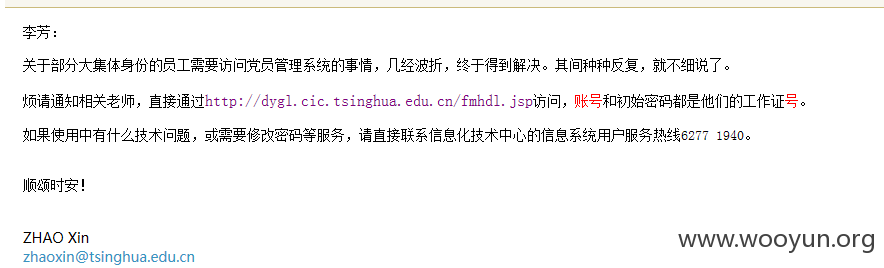 李芳：
关于部分大集体身份的员工需要访问党员管理系统的事情，几经波折，终于得到解决。其间种种反复，就不细说了。
烦请通知相关老师，直接通过http://dygl.cic.tsinghua.edu.cn/fmhdl.jsp访问，账号和初始密码都是他们的工作证号。
如果使用中有什么技术问题，或需要修改密码等服务，请直接联系信息化技术中心的信息系统用户服务热线6277 1940。
顺颂时安！
ZHAO Xin
zhaoxin@tsinghua.edu.cn
www.wooyun.org